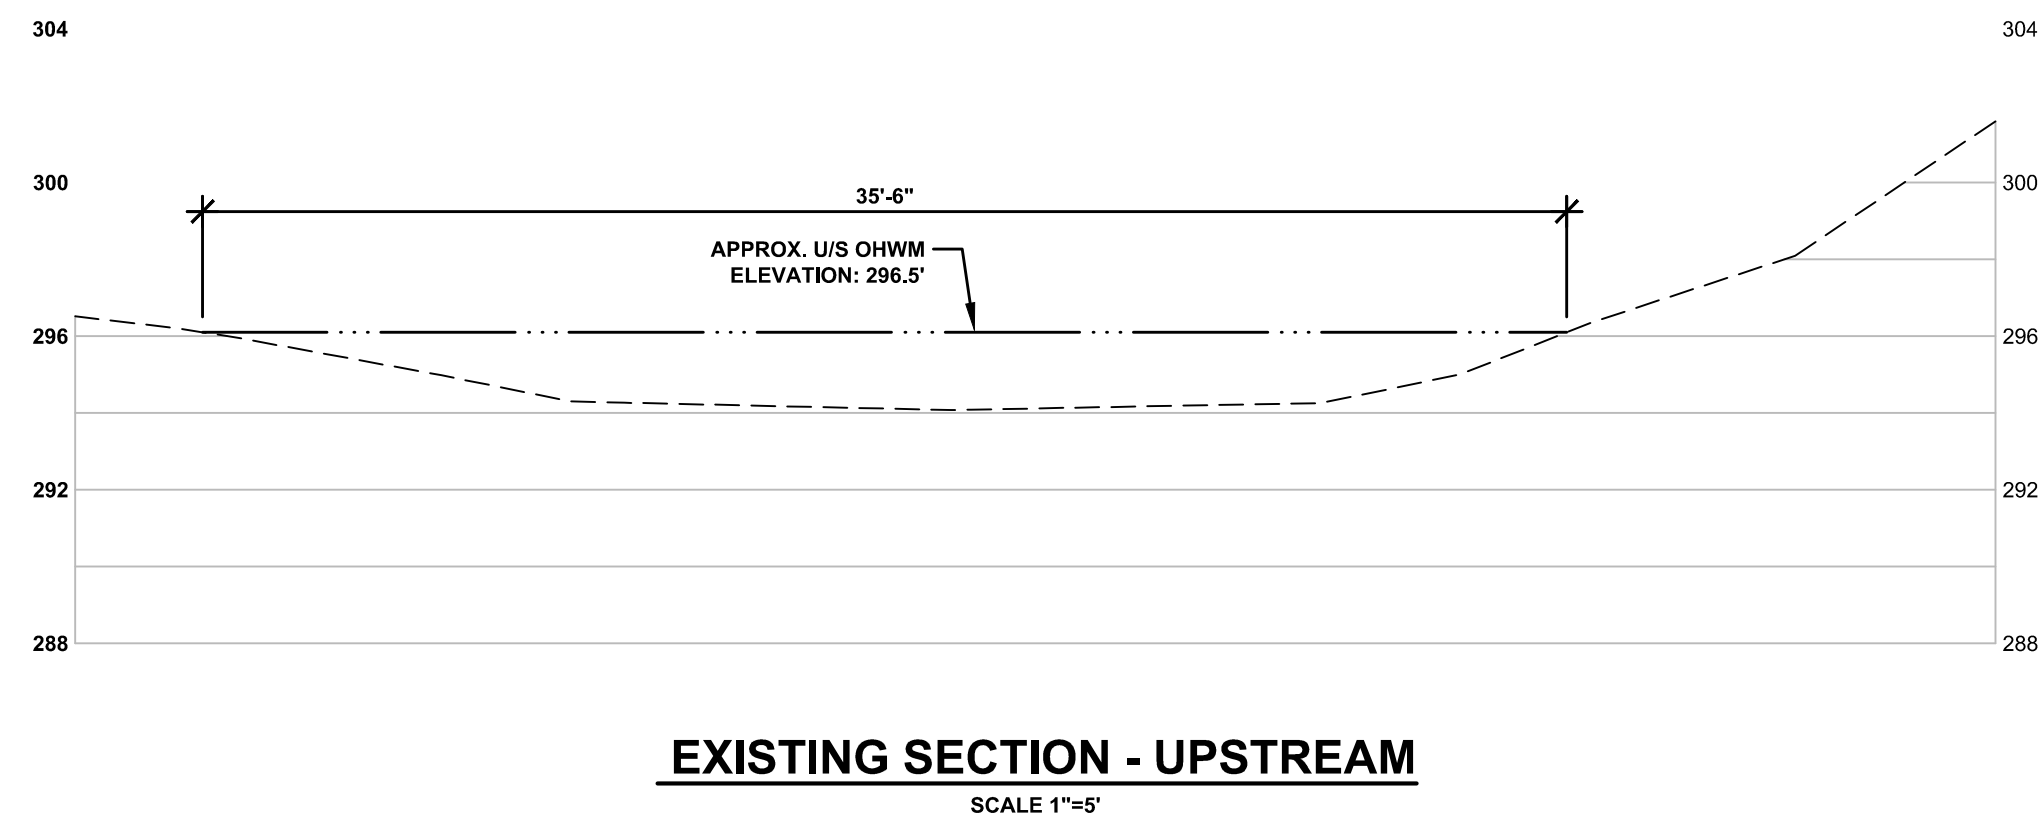 304 304
300 300
35'-6"
APPROX. U/S OHWM
ELEVATION: 296.5'
296 296
292 292
288 288
EXISTING SECTION - UPSTREAM
SCALE 1"=5'